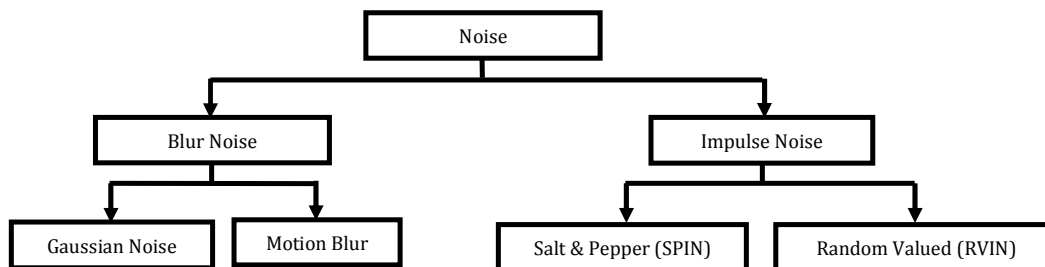 Noise
Blur Noise
Impulse Noise
Gaussian Noise
Motion Blur
Salt & Pepper (SPIN)
Random Valued (RVIN)